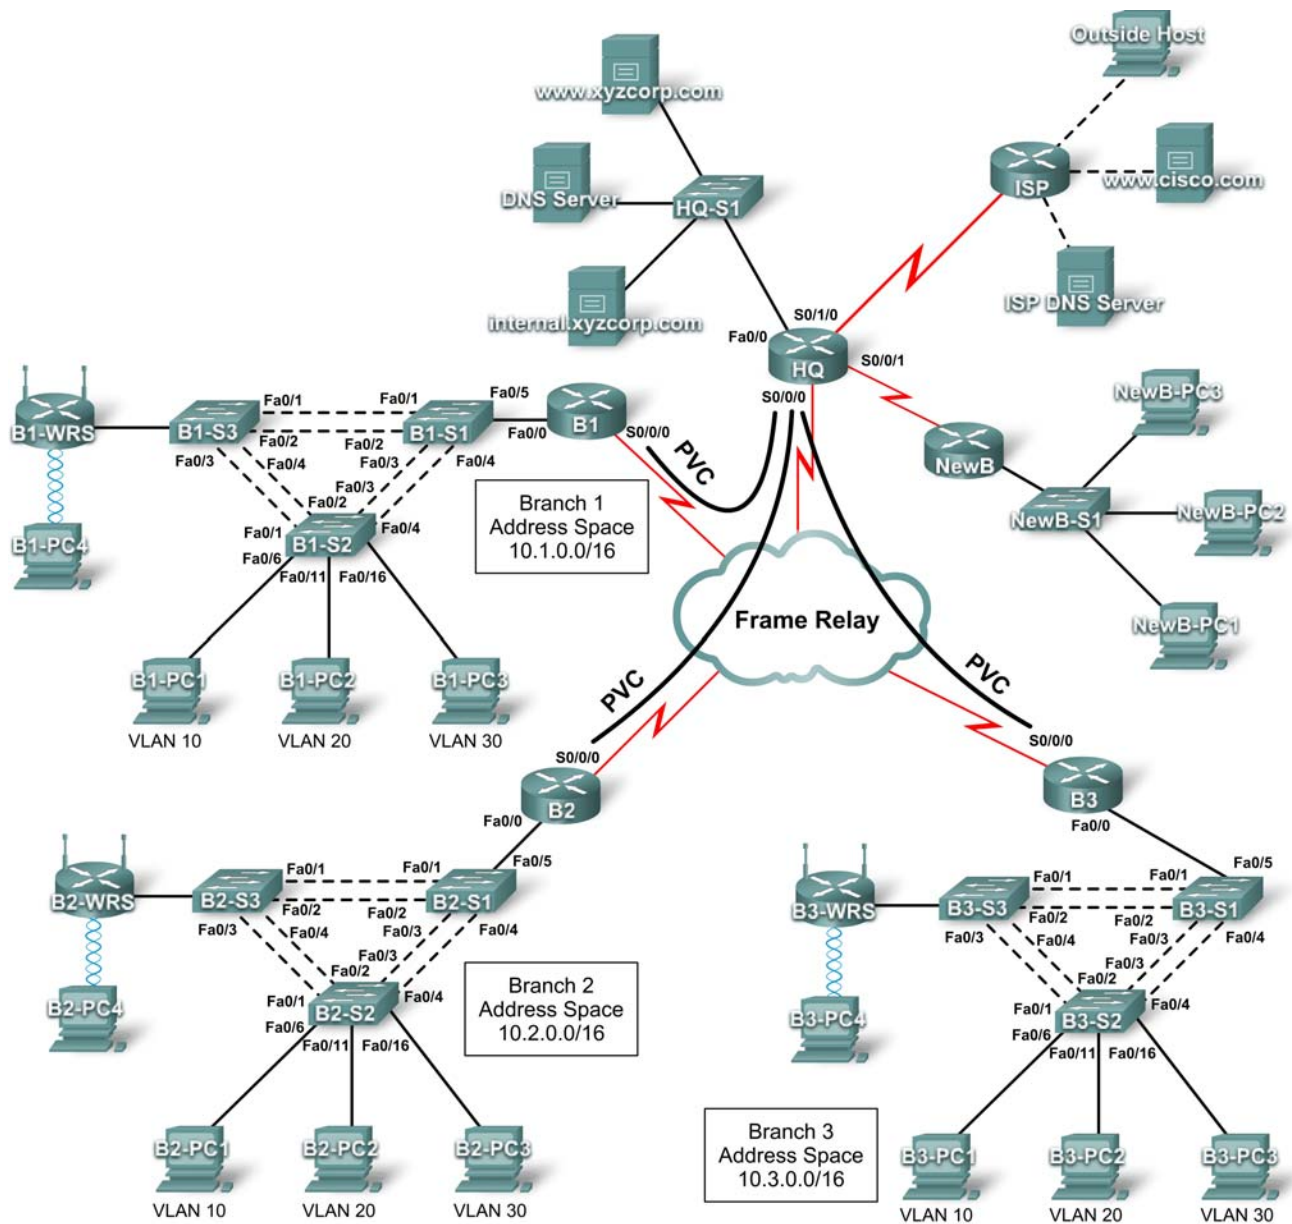 Outside Host
www.xyzcorp.com
ISP
www.cisco.com
DNS Server
HQ-S1
ISP DNS Server
internal.xyzcorp.com
S0/1/0
Fa0/0
HQ
S0/0/1
S0/0/0
NewB-PC3
NewB
NewB-S1
NewB-PC2
NewB-PC1
B1-WRS
B1-S3
Fa0/1
Fa0/1
Fa0/5
B1-S1
Fa0/0
B1
S0/0/0
Fa0/2
Fa0/2
Fa0/3
Fa0/4
Fa0/3
Fa0/4
Fa0/3
Fa0/2
Fa0/1
Fa0/4
B1-S2
Fa0/6
Fa0/11
Fa0/16
B1-PC4
PVC
Branch 1
Address Space
10.1.0.0/16
B1-PC1
B1-PC2
B1-PC3
VLAN 10
VLAN 20
VLAN 30
Frame Relay
PVC
PVC
S0/0/0
B2
Fa0/0
S0/0/0
B3
Fa0/0
B2-WRS
B2-S3
Fa0/1
Fa0/1
Fa0/5
B2-S1
Fa0/2
Fa0/2
Fa0/3
Fa0/4
Fa0/3
Fa0/4
Fa0/3
Fa0/2
Fa0/1
Fa0/4
B2-S2
Fa0/6
Fa0/11
Fa0/16
B2-PC4
Branch 2
Address Space
10.2.0.0/16
B2-PC1
B2-PC2
B2-PC3
VLAN 10
VLAN 20
VLAN 30
B3-WRS
B3-S3
Fa0/1
Fa0/1
Fa0/5
B3-S1
Fa0/2
Fa0/2
Fa0/3
Fa0/4
Fa0/3
Fa0/4
Fa0/3
Fa0/2
Fa0/1
Fa0/4
B3-S2
Fa0/6
Fa0/11
Fa0/16
B3-PC4
Branch 3
Address Space
10.3.0.0/16
B3-PC1
B3-PC2
B3-PC3
VLAN 10
VLAN 20
VLAN 30